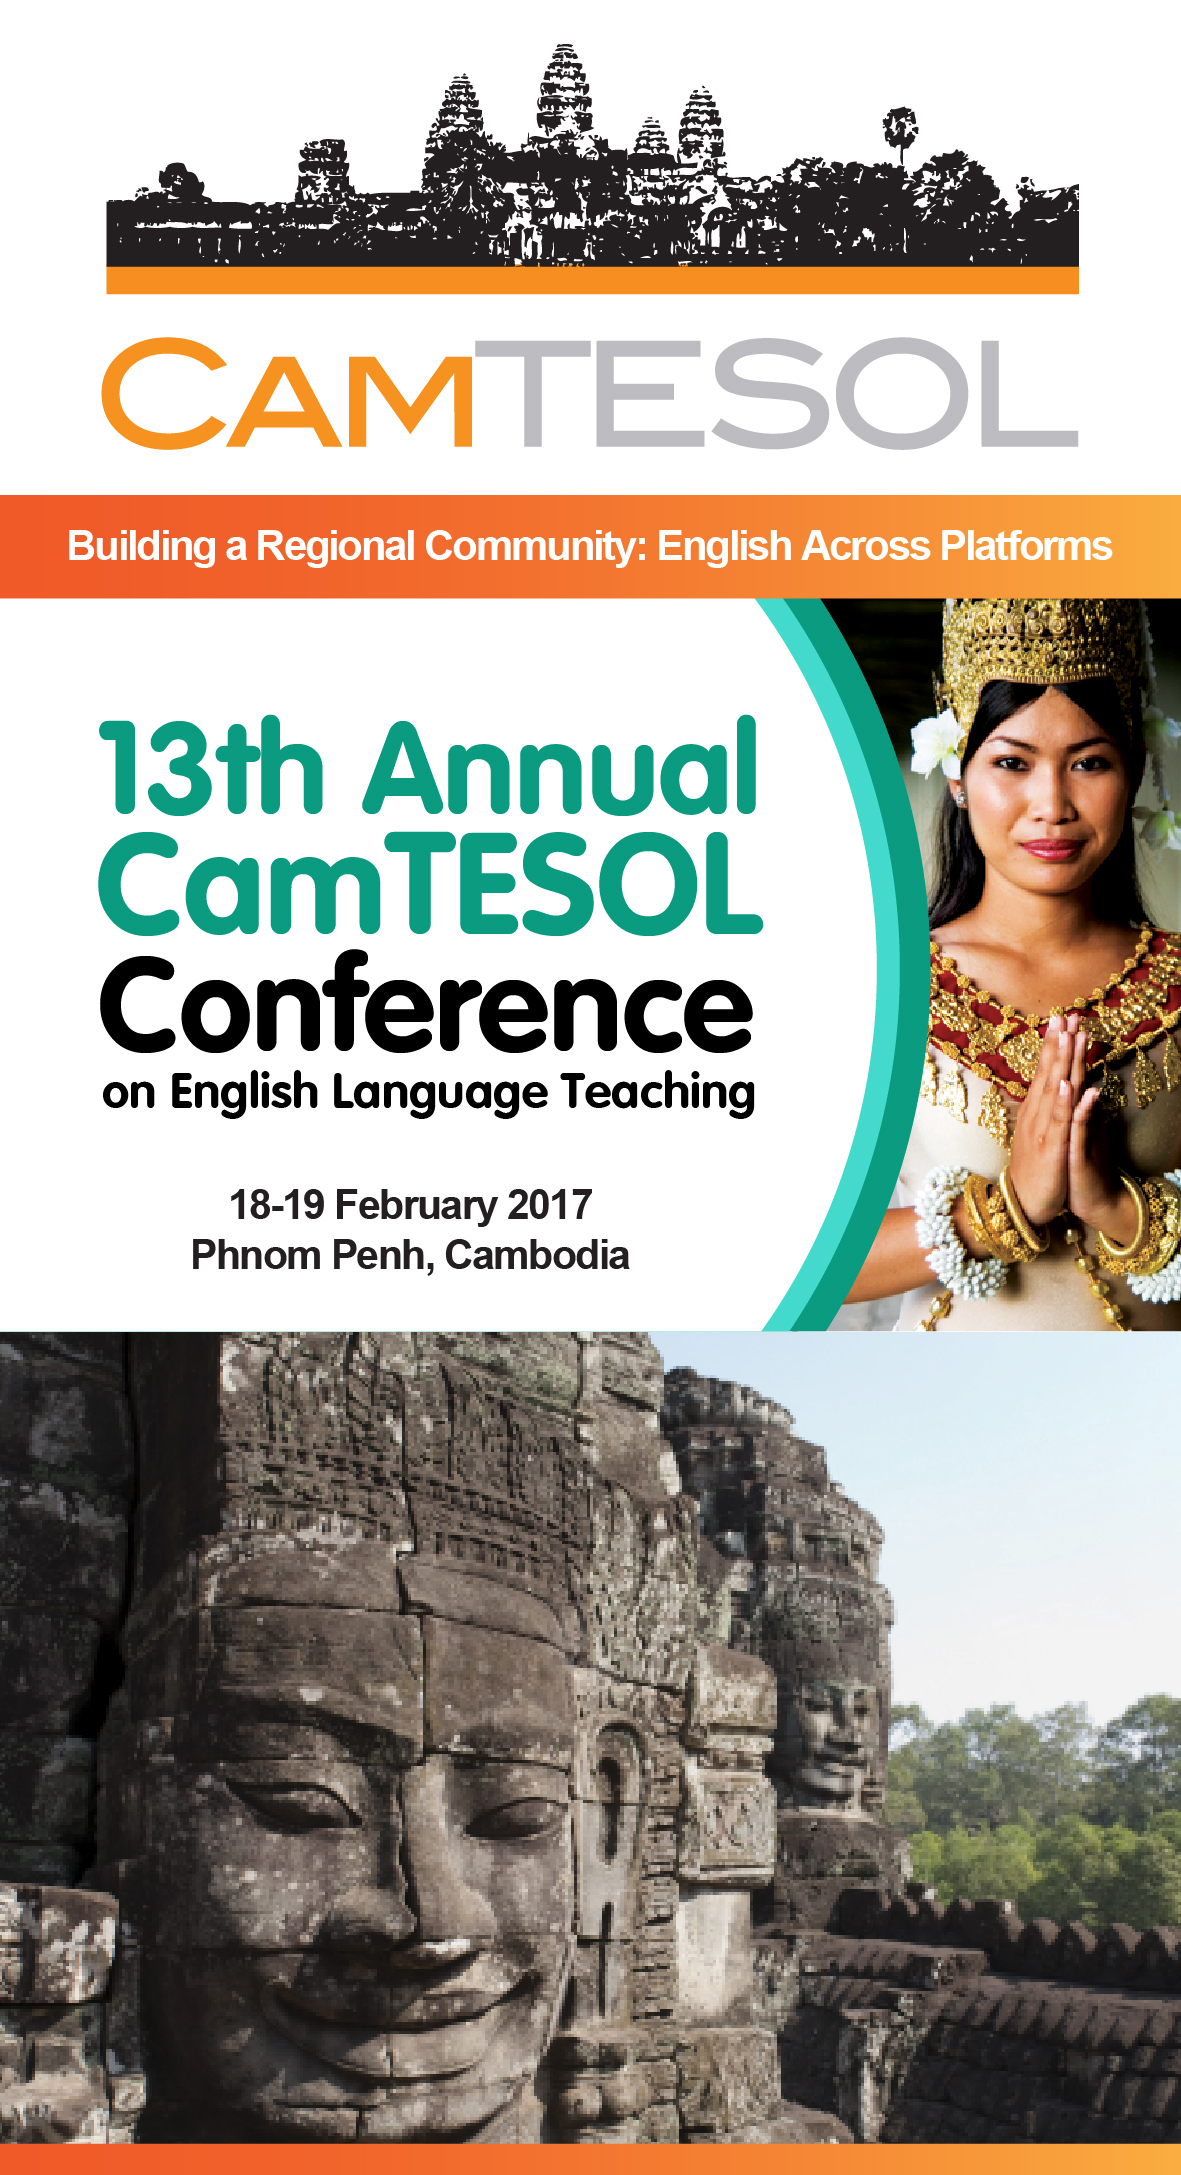 CAMTESOL
Building a Regional Community: English Across Platforms
13th Annual
CamTESOL
Conference
on English Language Teaching
18-19 February 2017
Phnom Penh, Cambodia